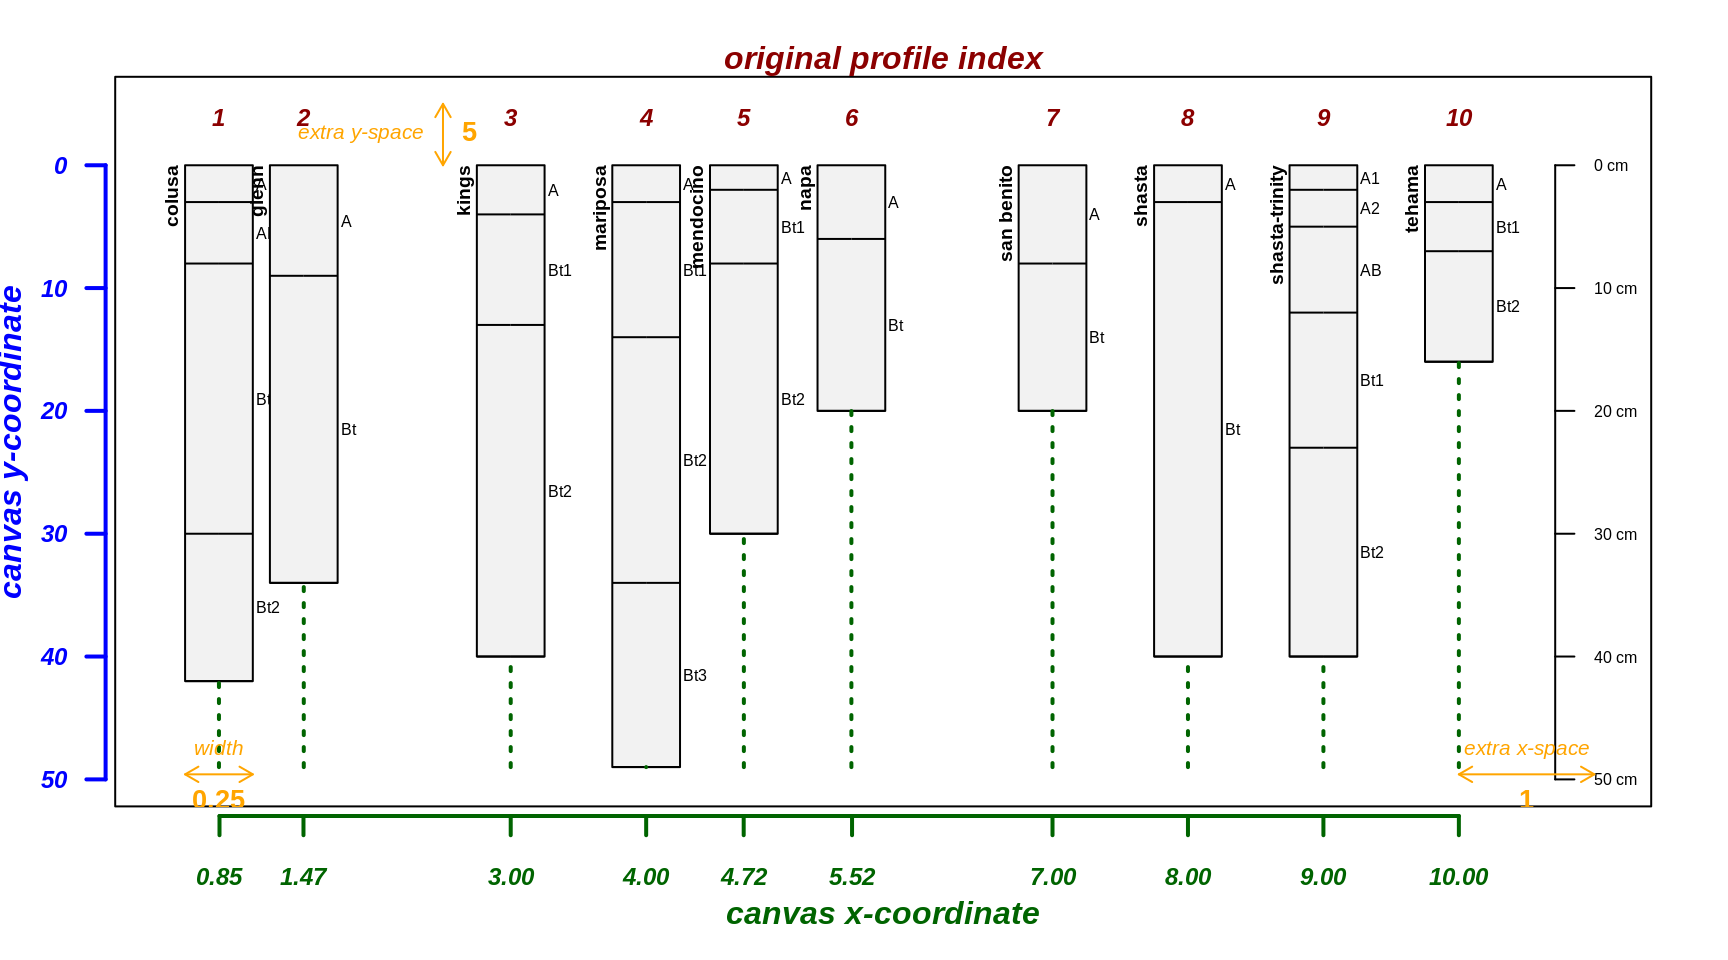 original profile index
1 2 3 4 5 6 7 8 9 10
extra y-space 5
canvas y-coordinate
0
10
20
30
40
50
colusa
A
Bt2
glenn
A
Bt
kings
A
Bt1
Bt2
mariposa
A
Bt1
Bt2
Bt3
mendocino
A
Bt1
Bt2
napa
A
Bt
san benito
A
Bt
shasta
A
Bt
shasta-trinity
A1
A2
AB
Bt1
Bt2
tehama
A
Bt1
Bt2
0 cm
10 cm
20 cm
30 cm
40 cm
50 cm
width
0.25
extra x-space
1
0.85 1.47 3.00 4.00 4.72 5.52 7.00 8.00 9.00 10.00
canvas x-coordinate